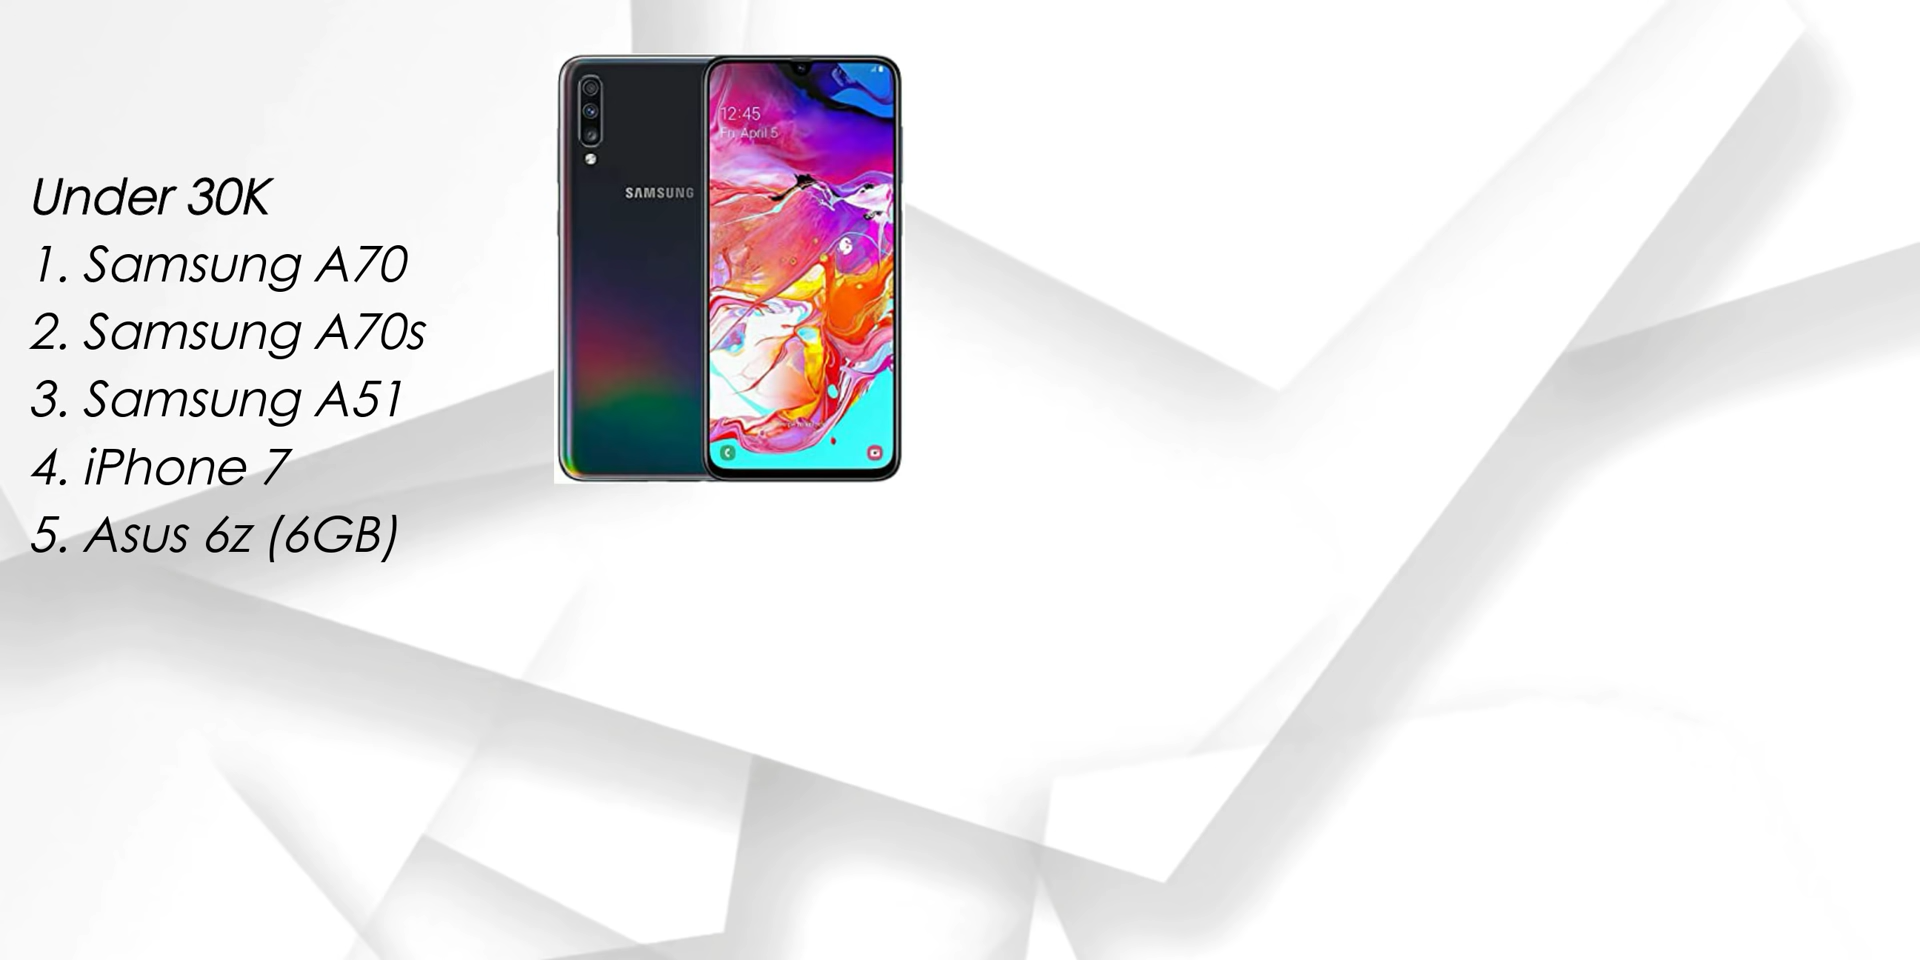 Under 30K
1. Samsung A70
2. Samsung A70s
3. Samsung A51
4. iPhone 7
5. Asus 6z (6GB)
SAMSUNG
12:45
Fri, April 5